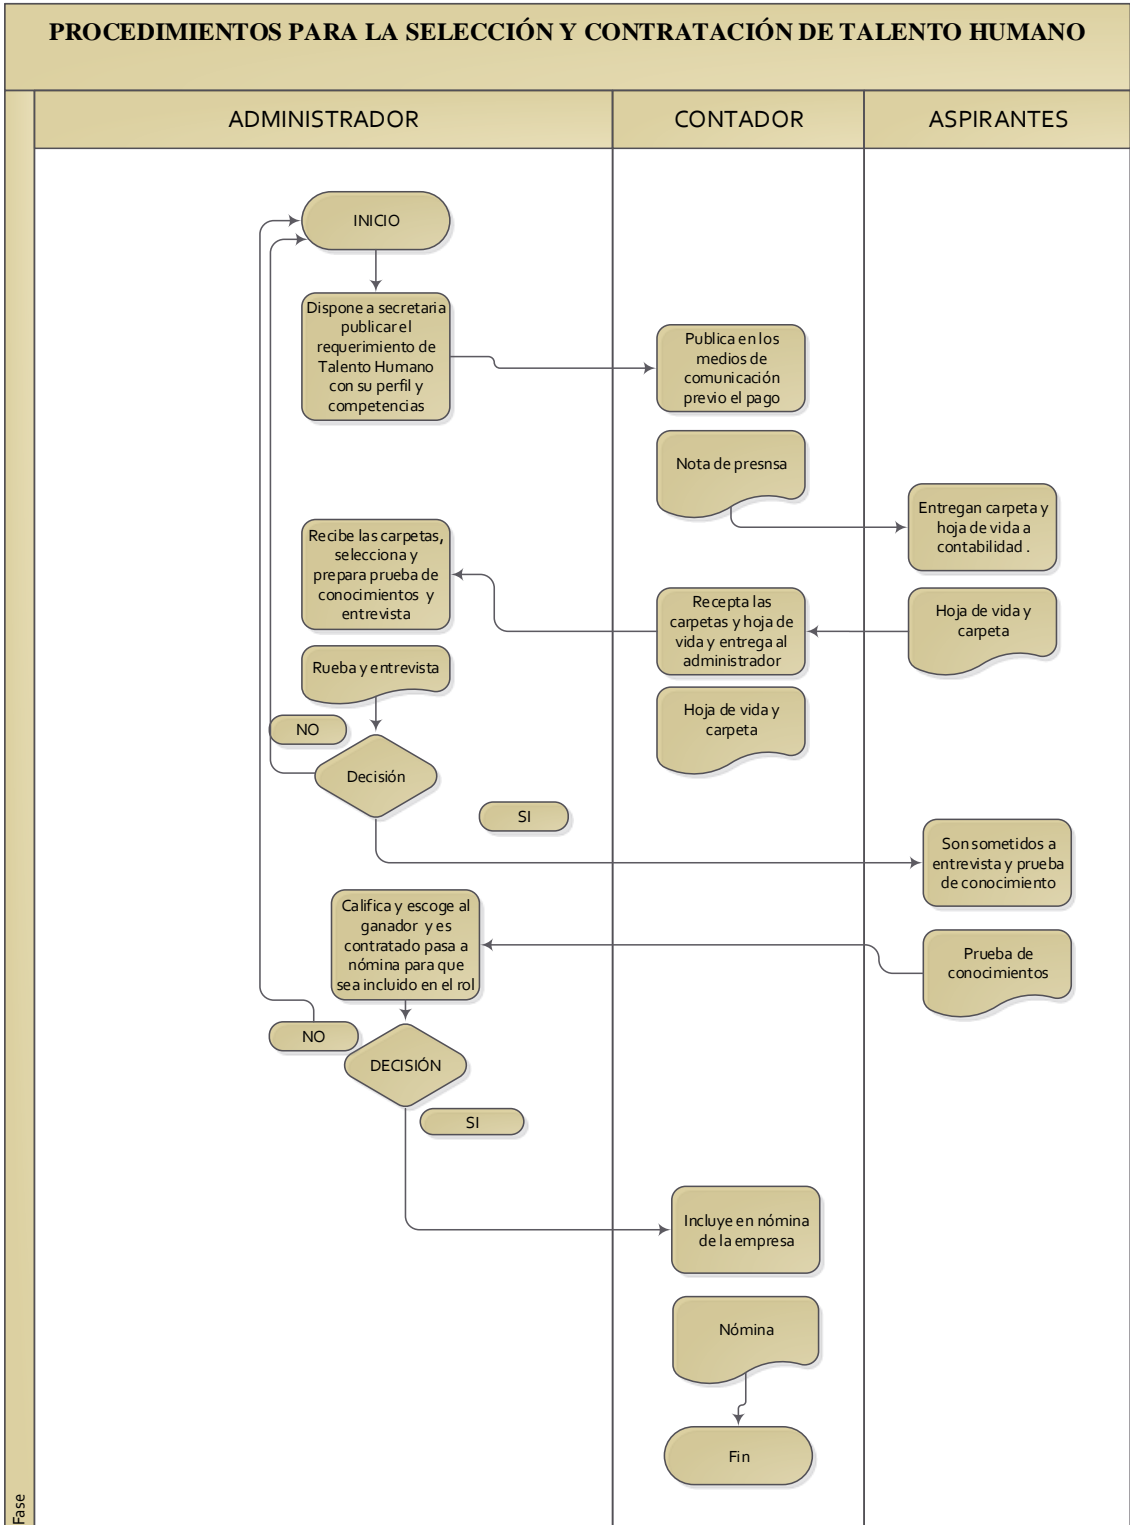 PROCEDIMIENTOS PARA LA SELECCIÓN Y CONTRATACIÓN DE TALENTO HUMANO
ADMINISTRADOR
CONTADOR
ASPIRANTES
INICIO
Dispone a secretaria
publicar el
requerimiento de
Talento Humano
con su perfil y
competencias
Publica en los
medios de
comunicación
previo el pago
Nota de presnsa
Entregan carpeta y
hoja de vida a
contabilidad .
Recibe las carpetas,
selecciona y
prepara prueba de
conocimientos y
entrevista
Recepta las
carpetas y hoja de
vida y entrega al
administrador
Hoja de vida y
carpeta
Rueba y entrevista
Hoja de vida y
carpeta
NO
Decisión
SI
Son sometidos a
entrevista y prueba
de conocimiento
Califica y escoge al
ganador y es
contratado pasa a
nómina para que
sea incluido en el rol
Prueba de
conocimientos
NO
DECISIÓN
SI
Incluye en nómina
de la empresa
Nómina
Fin
Fase